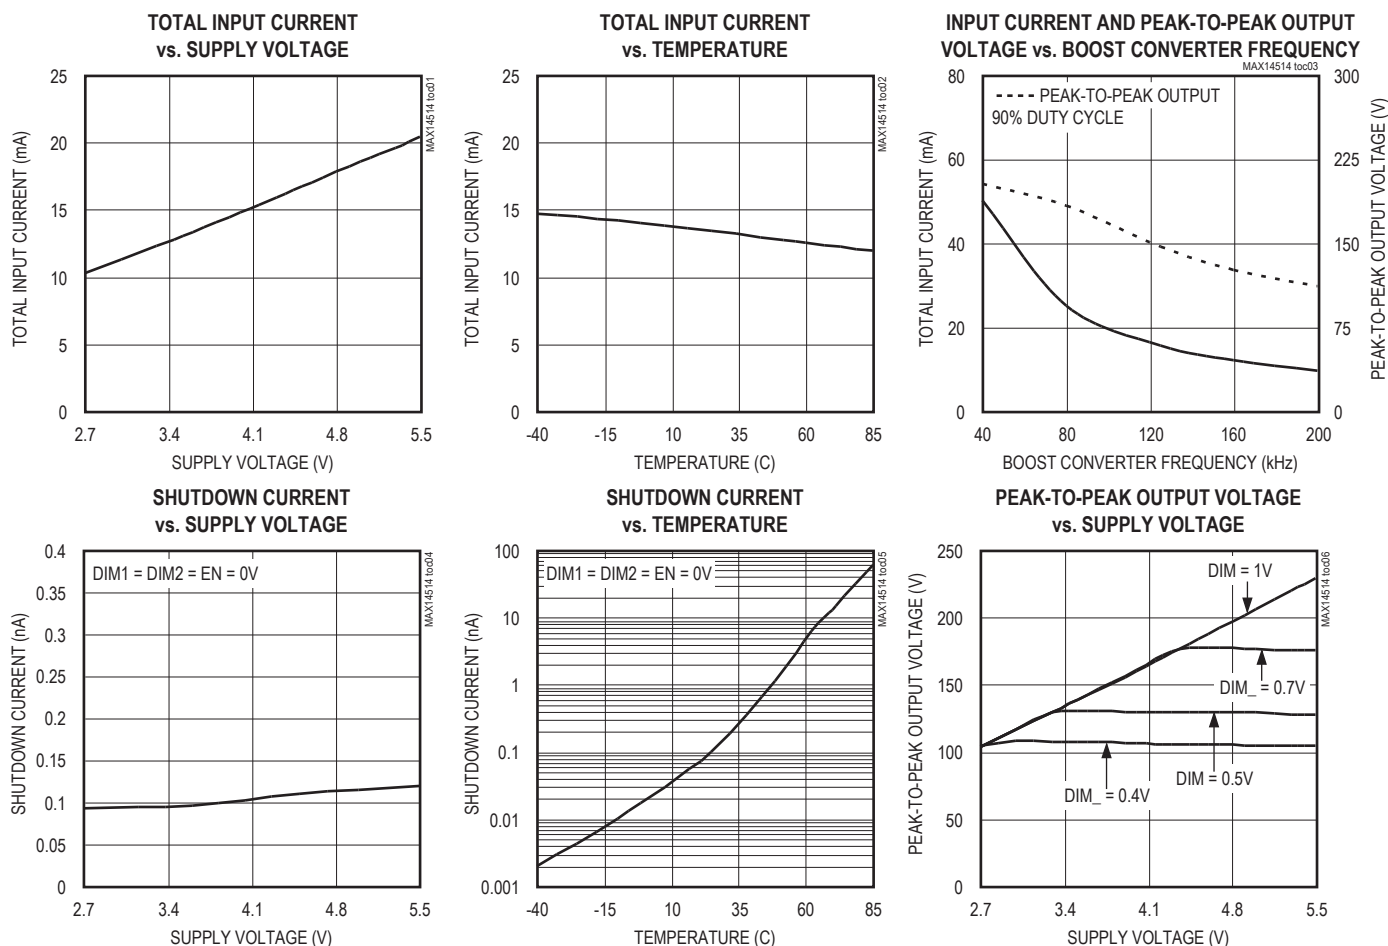 TOTAL INPUT CURRENT
vs. SUPPLY VOLTAGE
MAX14514 toc01
TOTAL INPUT CURRENT (mA)
25
20
15
10
5
0
2.7 3.4 4.1 4.8 5.5
SUPPLY VOLTAGE (V)
TOTAL INPUT CURRENT
vs. TEMPERATURE
MAX14514 toc02
TOTAL INPUT CURRENT (mA)
25
20
15
10
5
0
-40 -15 10 35 60 85
TEMPERATURE (C)
INPUT CURRENT AND PEAK-TO-PEAK OUTPUT
VOLTAGE vs. BOOST CONVERTER FREQUENCY
MAX14514 toc03
TOTAL INPUT CURRENT (mA)
80
60
40
20
0
PEAK-TO-PEAK OUTPUT
90% DUTY CYCLE
300
225
150
75
0
PEAK-TO-PEAK OUTPUT VOLTAGE (V)
40 80 120 160 200
BOOST CONVERTER FREQUENCY (kHz)
SHUTDOWN CURRENT
vs. SUPPLY VOLTAGE
MAX14514 toc04
SHUTDOWN CURRENT (nA)
0.4
0.35
0.3
0.25
0.2
0.15
0.1
0.05
0
DIM1 = DIM2 = EN = 0V
2.7 3.4 4.1 4.8 5.5
SUPPLY VOLTAGE (V)
SHUTDOWN CURRENT
vs. TEMPERATURE
MAX14514 toc05
SHUTDOWN CURRENT (nA)
100
10
1
0.1
0.01
0.001
DIM1 = DIM2 = EN = 0V
-40 -15 10 35 60 85
TEMPERATURE (C)
PEAK-TO-PEAK OUTPUT VOLTAGE
vs. SUPPLY VOLTAGE
MAX14514 toc06
PEAK-TO-PEAK OUTPUT VOLTAGE (V)
250
200
150
100
50
0
DIM = 1V
DIM_ = 0.7V
DIM = 0.5V
DIM_ = 0.4V
2.7 3.4 4.1 4.8 5.5
SUPPLY VOLTAGE (V)